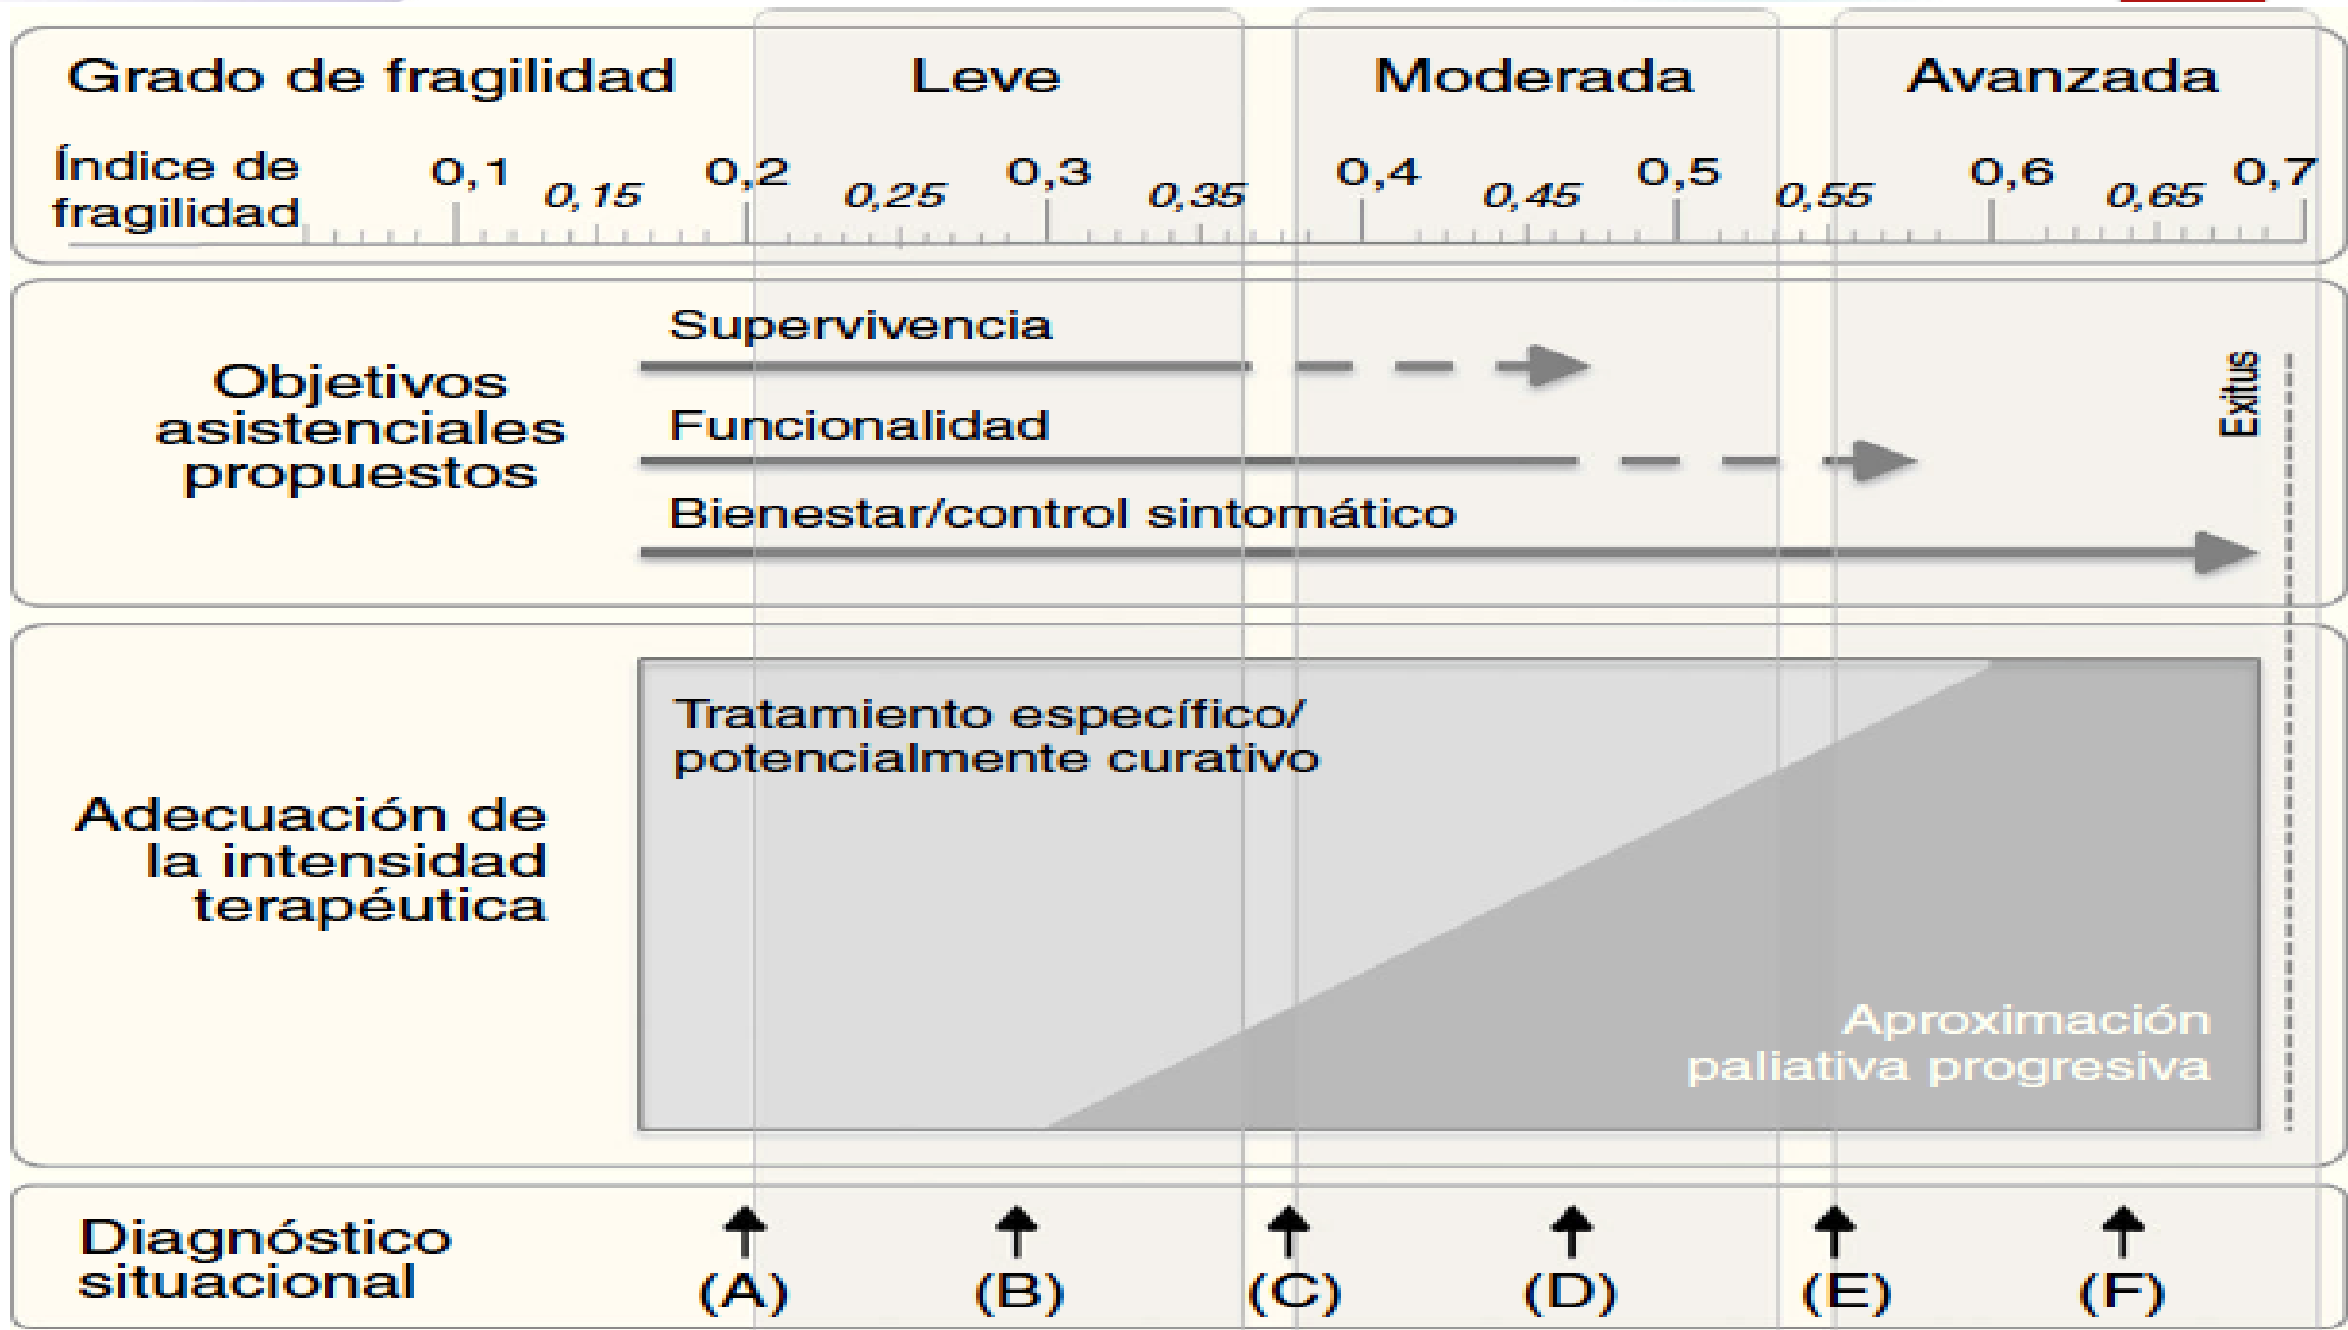 Grado de fragilidad
Leve
Moderada
Avanzada
Índice de
fragilidad
0,1
0,15
0,2
0,25
0,3
0,35
0,4
0,45
0,5
0,55
0,6
0,65
0,7
Objetivos
asistenciales
propuestos
Supervivencia
Funcionalidad
Bienestar/control sintomático
Exitus
Adecuación de
la intensidad
terapéutica
Tratamiento específico/
potencialmente curativo
Aproximación
paliativa progresiva
Diagnóstico
situacional
(A)
(B)
(C)
(D)
(E)
(F)